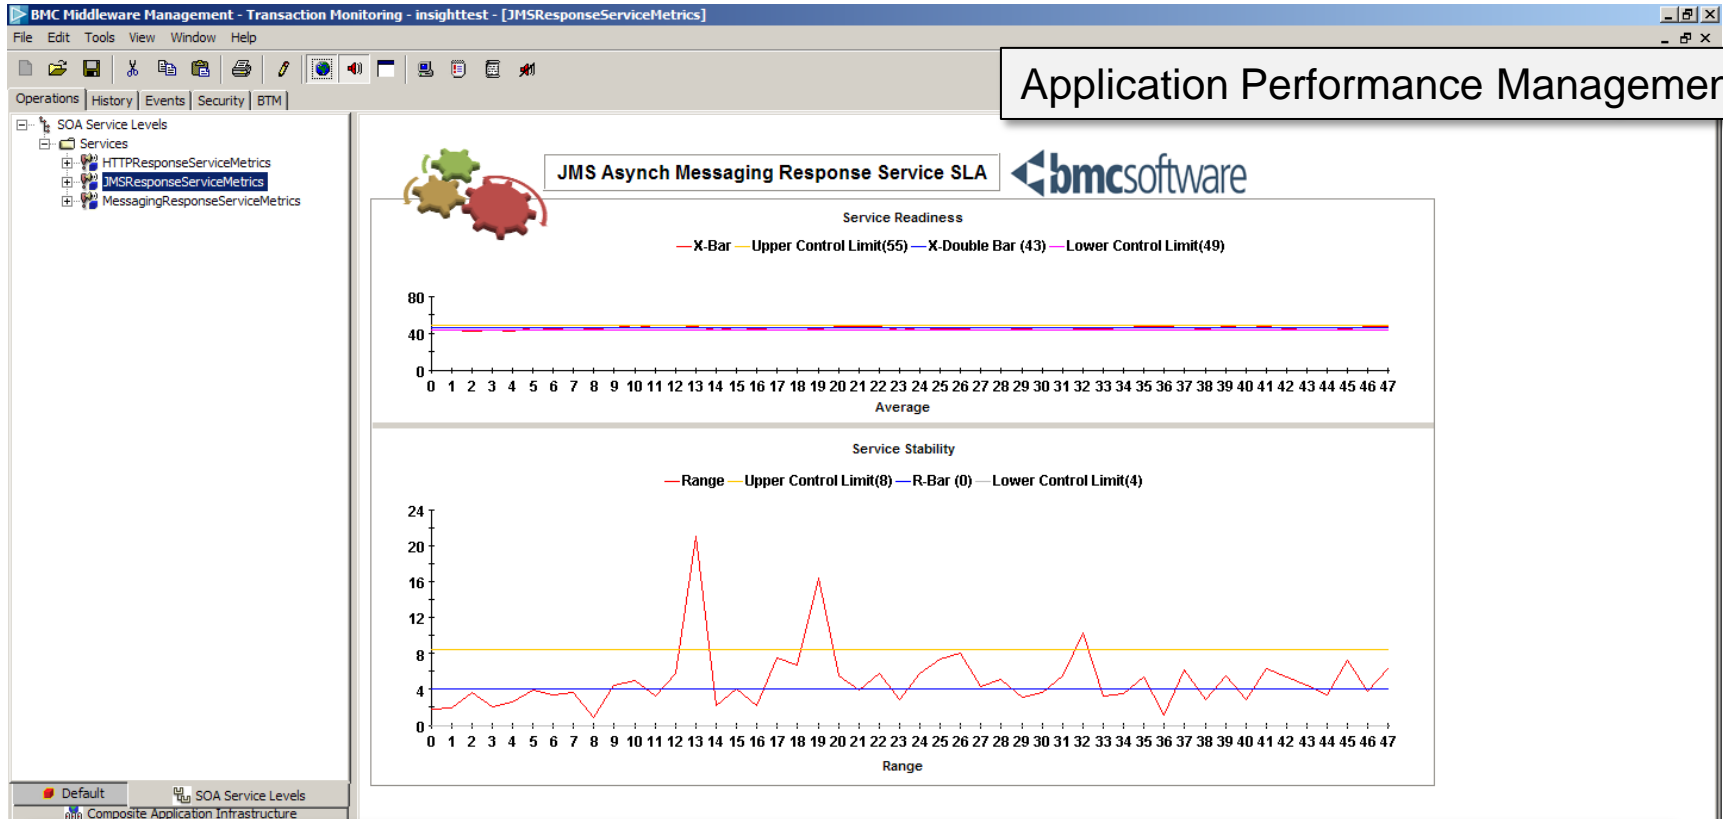 BMC Middleware Management - Transaction Monitoring - insighttest - [JMSResponseServiceMetrics]
File Edit Tools View Window Help
Application Performance Managemen
Operations History Events Security BTM
SOA Service Levels
Services
HTTPResponseServiceMetrics
JMSResponseServiceMetrics
MessagingResponseServiceMetrics
JMS Asynch Messaging Response Service SLA
bmcsoftware
Service Readiness
X-Bar Upper Control Limit(55) X-Double Bar (43) Lower Control Limit(49)
80
40
0
0 1 2 3 4 5 6 7 8 9 10 11 12 13 14 15 16 17 18 19 20 21 22 23 24 25 26 27 28 29 30 31 32 33 34 35 36 37 38 39 40 41 42 43 44 45 46 47
Average
Service Stability
Range Upper Control Limit(8) R-Bar (0) Lower Control Limit(4)
24
20
16
12
8
4
0
0 1 2 3 4 5 6 7 8 9 10 11 12 13 14 15 16 17 18 19 20 21 22 23 24 25 26 27 28 29 30 31 32 33 34 35 36 37 38 39 40 41 42 43 44 45 46 47
Range
Default SOA Service Levels
Composite Application Infrastructure